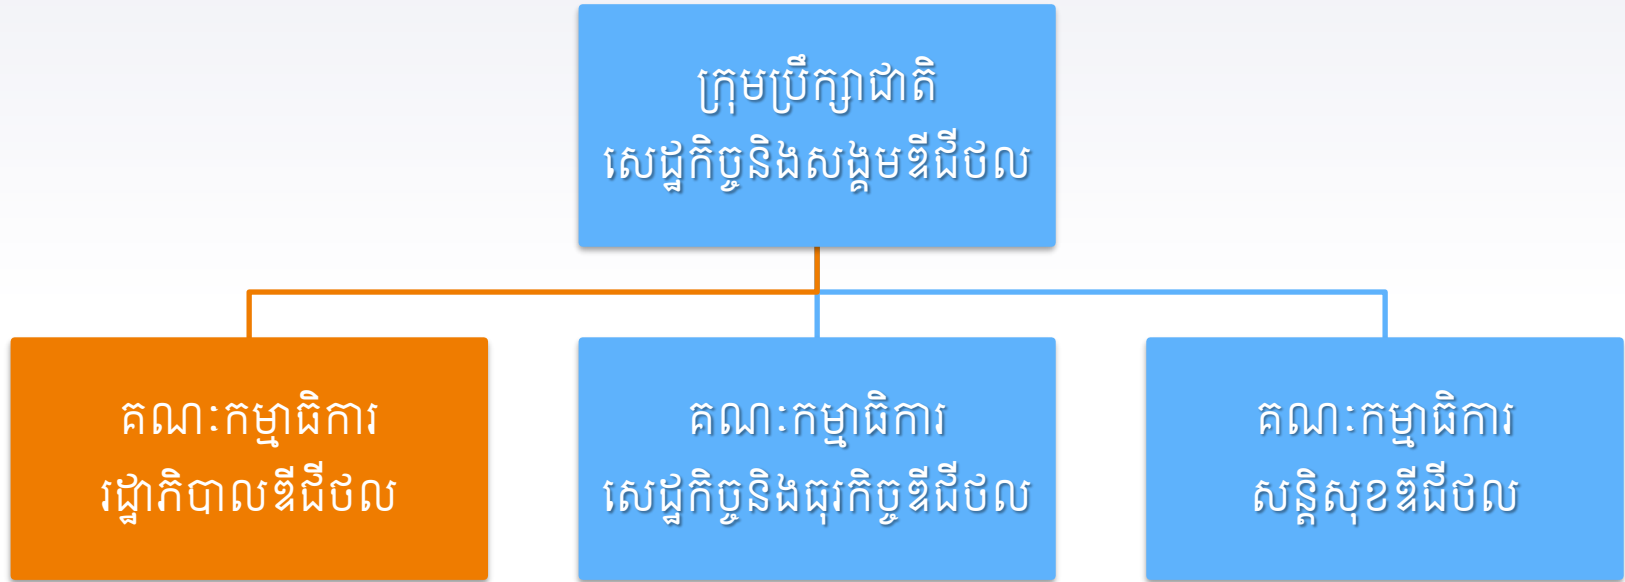 ក្រុមប្រឹក្សាជាតិ
សេដ្ឋកិច្ចនិងសង្គមឌីជីថល
គណៈកម្មាធិការ
រដ្ឋាភិបាលឌីជីថល
គណៈកម្មាធិការ
សេដ្ឋកិច្ចនិងធុរកិច្ចឌីជីថល
គណៈកម្មាធិការ
សន្តិសុខឌីជីថល